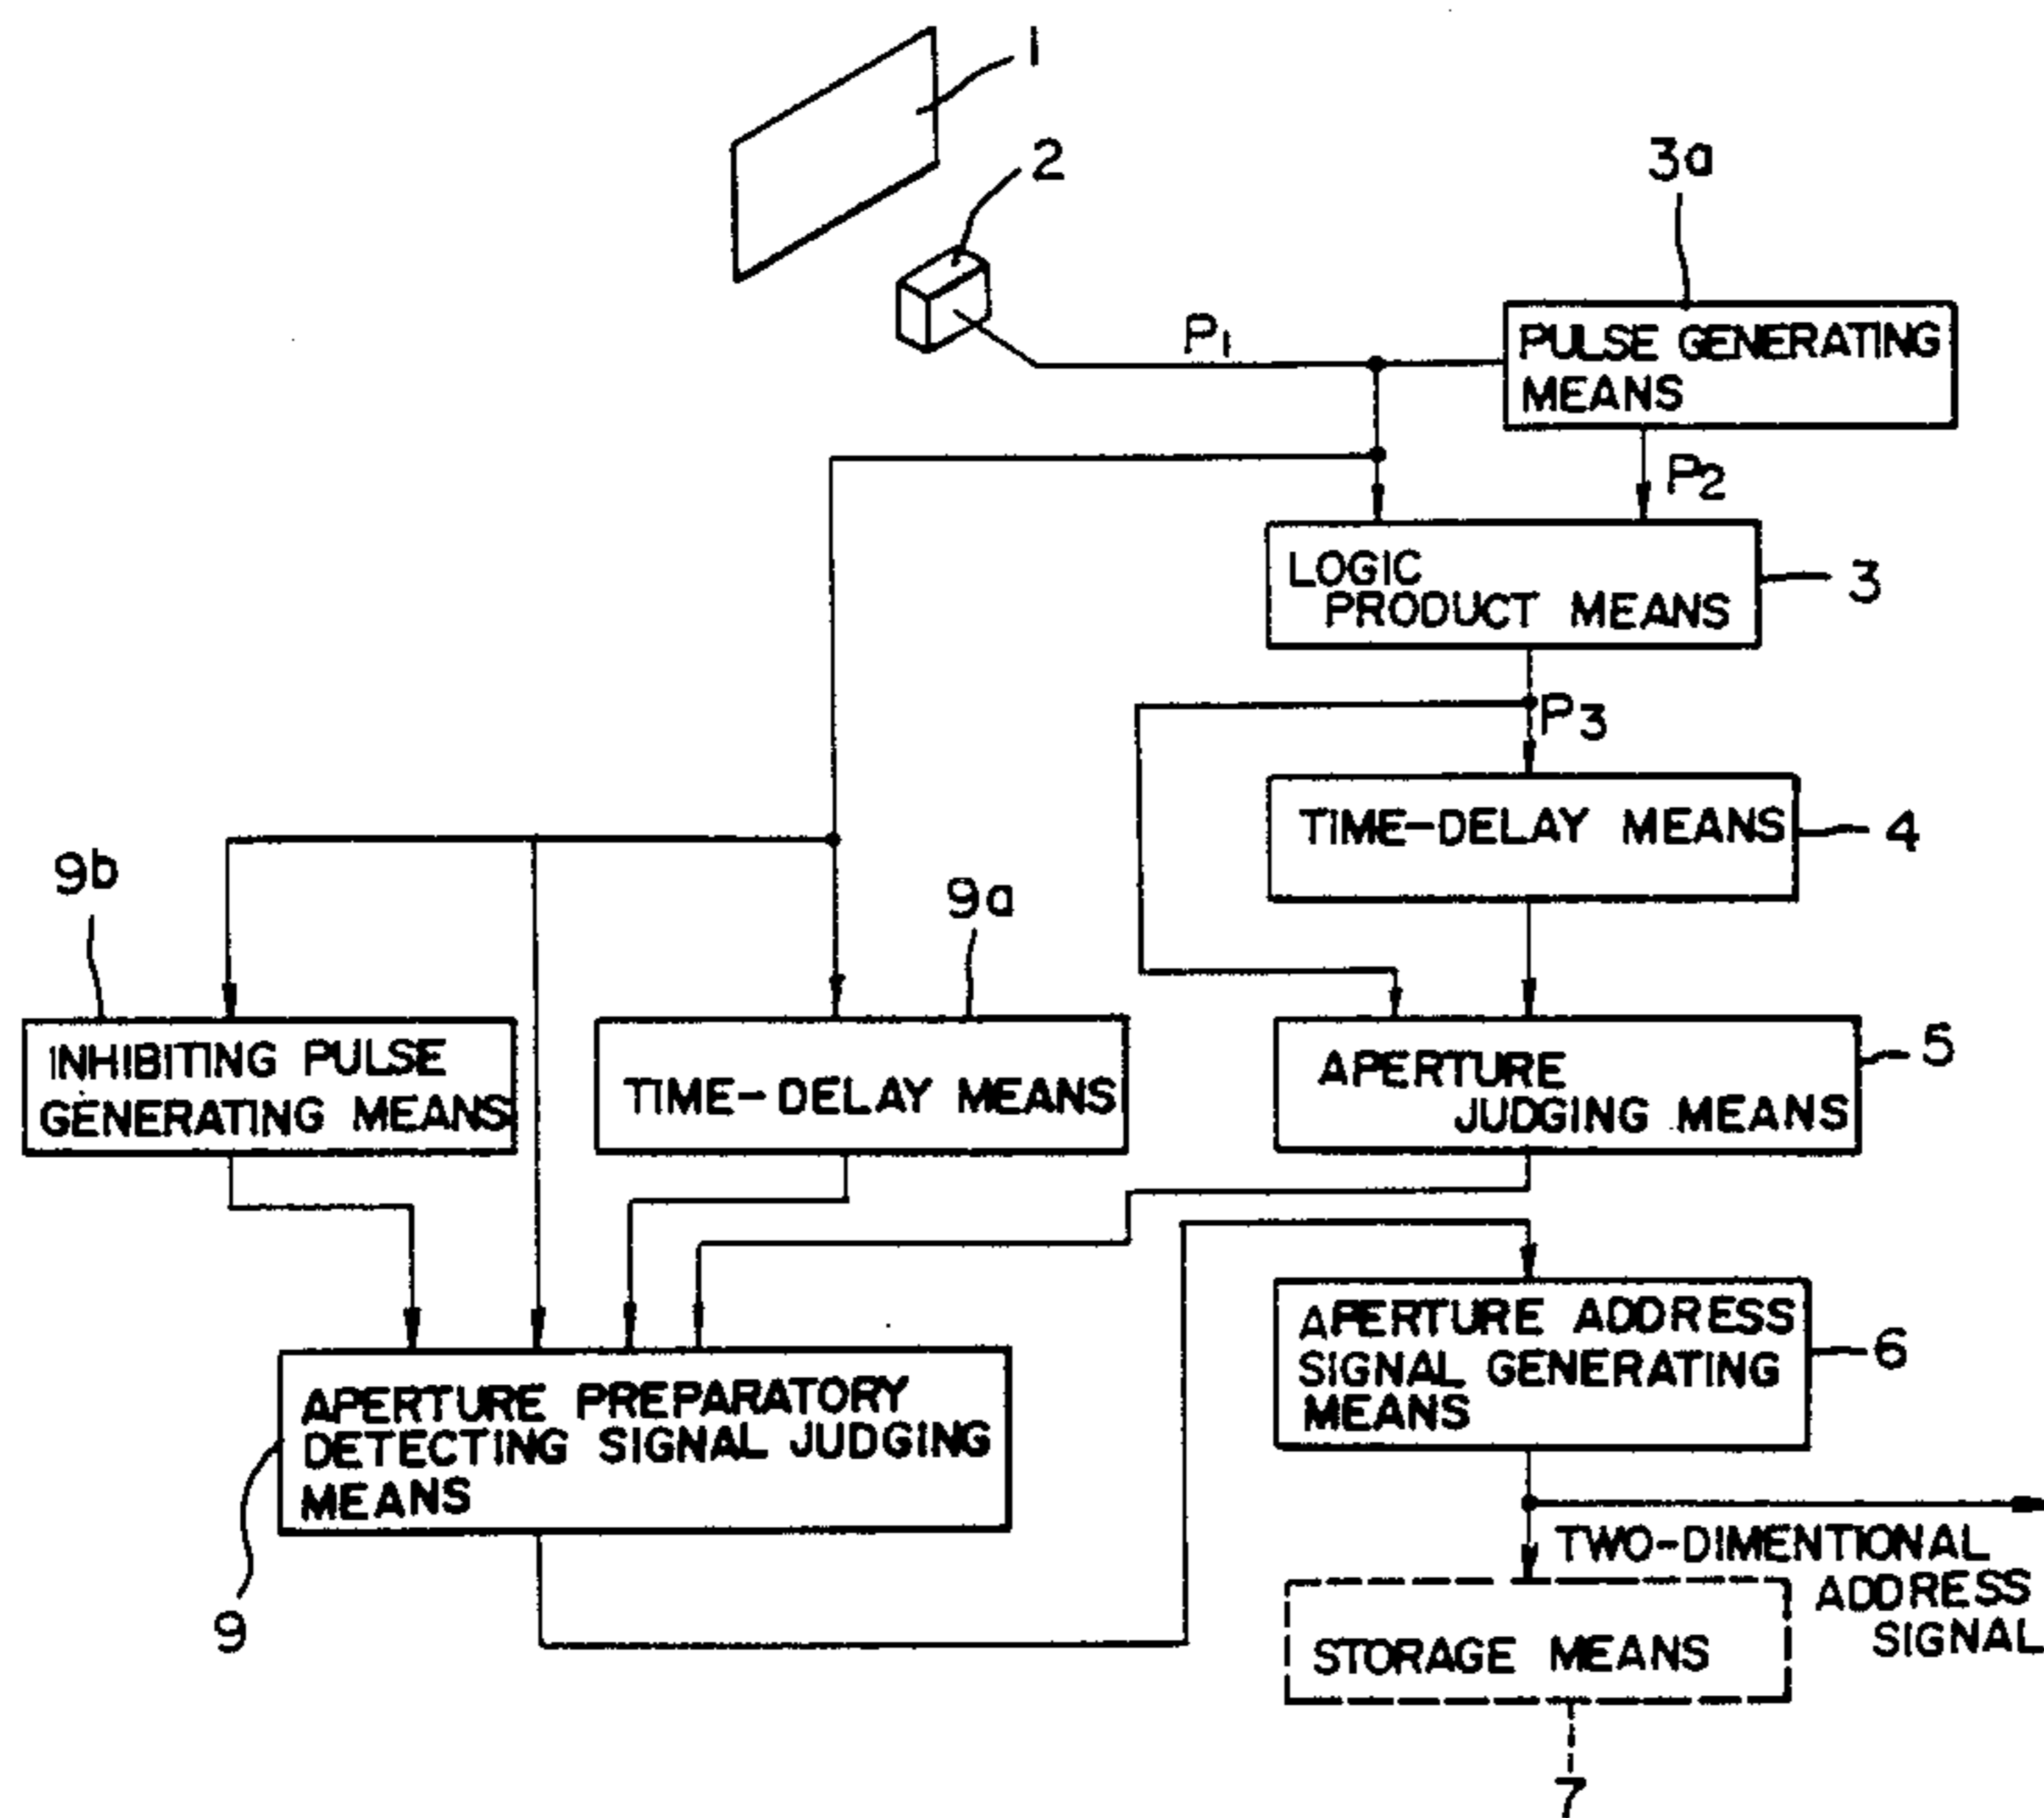 1
2
3a
P1
PULSE GENERATING
MEANS
P2
LOGIC
PRODUCT MEANS
3
P3
TIME-DELAY MEANS
4
9b
9a
INHIBITING PULSE
GENERATING MEANS
TIME-DELAY MEANS
APERTURE
JUDGING MEANS
5
APERTURE ADDRESS
SIGNAL GENERATING
MEANS
6
APERTURE PREPARATORY
DETECTING SIGNAL JUDGING
MEANS
9
TWO-DIMENTIONAL
ADDRESS
SIGNAL
STORAGE MEANS
7